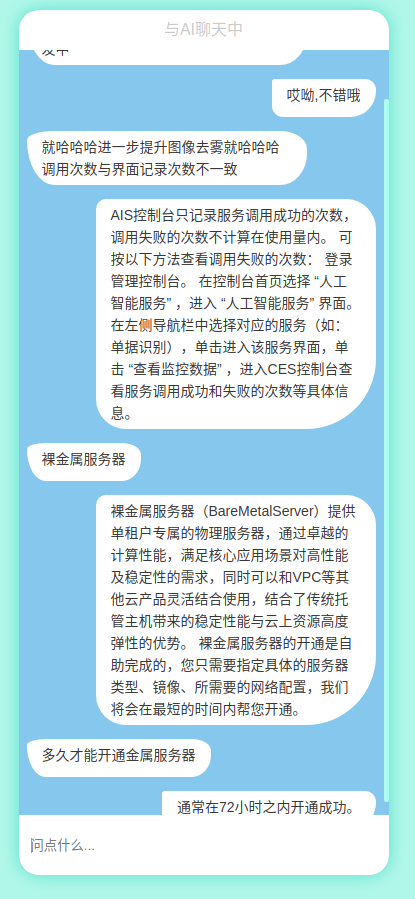 与AI聊天中
发中
哎呦,不错哦
就哈哈哈进一步提升图像去雾就哈哈哈
调用次数与界面记录次数不一致
AIS控制台只记录服务调用成功的次数，
调用失败的次数不计算在使用量内。 可
按以下方法查看调用失败的次数： 登录
管理控制台。 在控制台首页选择 “人工
智能服务” ，进入 “人工智能服务” 界面。
在左侧导航栏中选择对应的服务（如：
单据识别），单击进入该服务界面，单
击 “查看监控数据” ，进入CES控制台查
看服务调用成功和失败的次数等具体信
息。
裸金属服务器
裸金属服务器（BareMetalServer）提供
单租户专属的物理服务器，通过卓越的
计算性能，满足核心应用场景对高性能
及稳定性的需求，同时可以和VPC等其
他云产品灵活结合使用，结合了传统托
管主机带来的稳定性能与云上资源高度
弹性的优势。 裸金属服务器的开通是自
助完成的，您只需要指定具体的服务器
类型、镜像、所需要的网络配置，我们
将会在最短的时间内帮您开通。
多久才能开通金属服务器
通常在72小时之内开通成功。
问点什么...